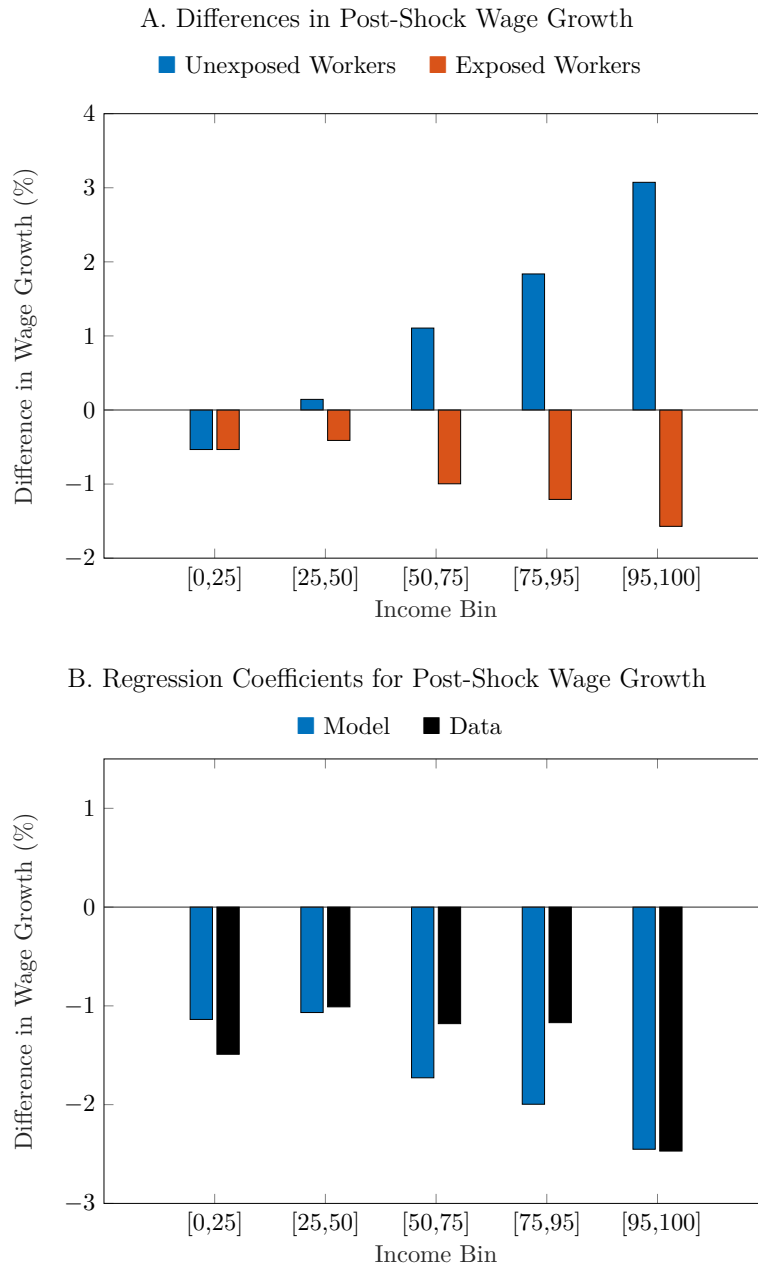 A. Differences in Post-Shock Wage Growth
Unexposed Workers Exposed Workers
4
3
2
1
0
−1
−2
Difference in Wage Growth (%)
[0,25] [25,50] [50,75] [75,95] [95,100]
Income Bin
B. Regression Coefficients for Post-Shock Wage Growth
Model Data
1
0
−1
−2
−3
Difference in Wage Growth (%)
[0,25] [25,50] [50,75] [75,95] [95,100]
Income Bin